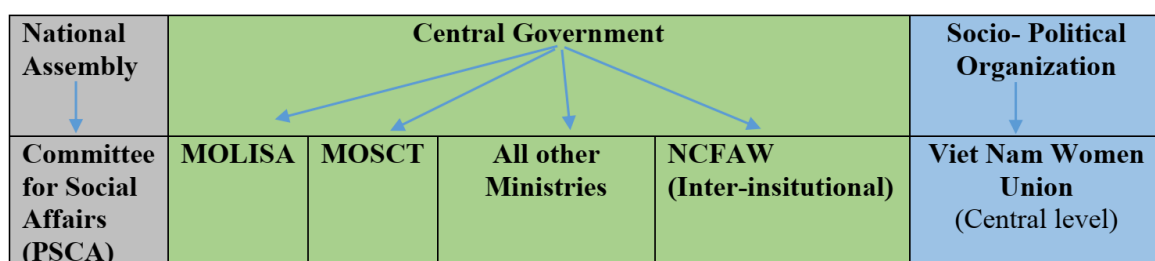 National
Assembly
Central Government
Socio- Political
Organization
Committee
for Social
Affairs
(PSCA)
MOLISA
MOSCT
All other
Ministries
NCFAW
(Inter-insitutional)
Viet Nam Women
Union
(Central level)